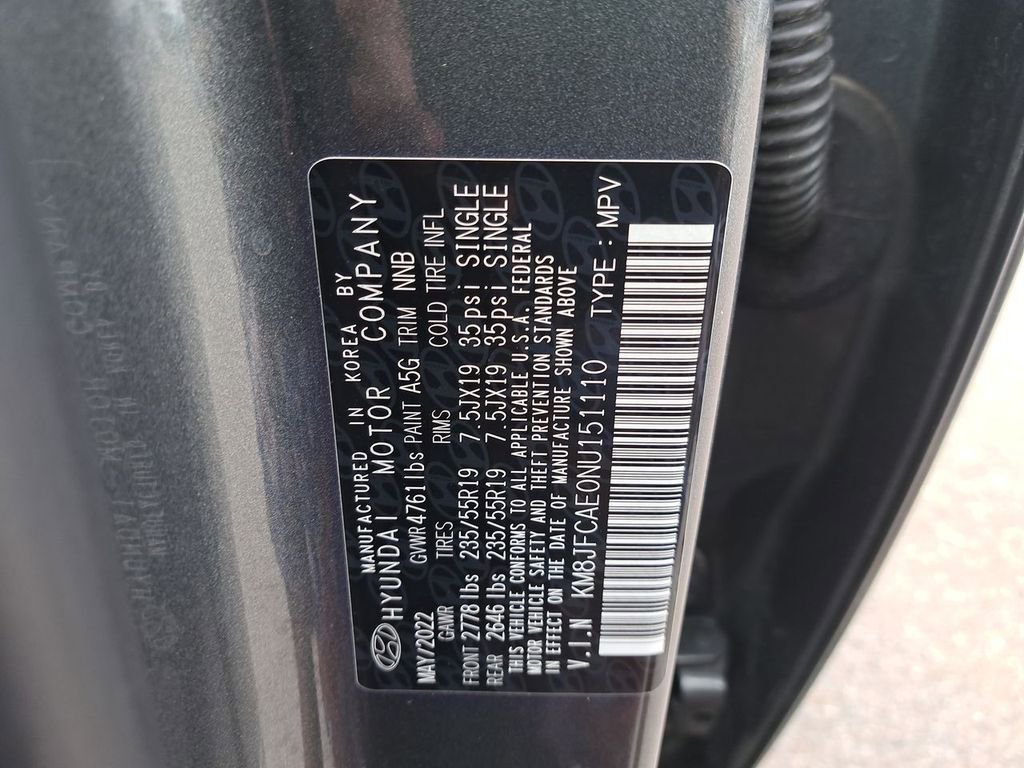 MANUFACTURED IN KOREA BY
HYUNDAI MOTOR COMPANY
MAY/2022 GVWR4761lbs PAINT A5G TRIM NNB
GAWR TIRES RIMS COLD TIRE INFL
FRONT 2778 lbs 235/55R19 7.5JX19 35psi SINGLE
REAR 2646 lbs 235/55R19 7.5JX19 35psi SINGLE
THIS VEHICLE CONFORMS TO ALL APPLICABLE U.S.A. FEDERAL
MOTOR VEHICLE SAFETY AND THEFT PREVENTION STANDARDS
IN EFFECT ON THE DATE OF MANUFACTURE SHOWN ABOVE
V.I.N KM8JFCAE0NU151110 TYPE : MPV